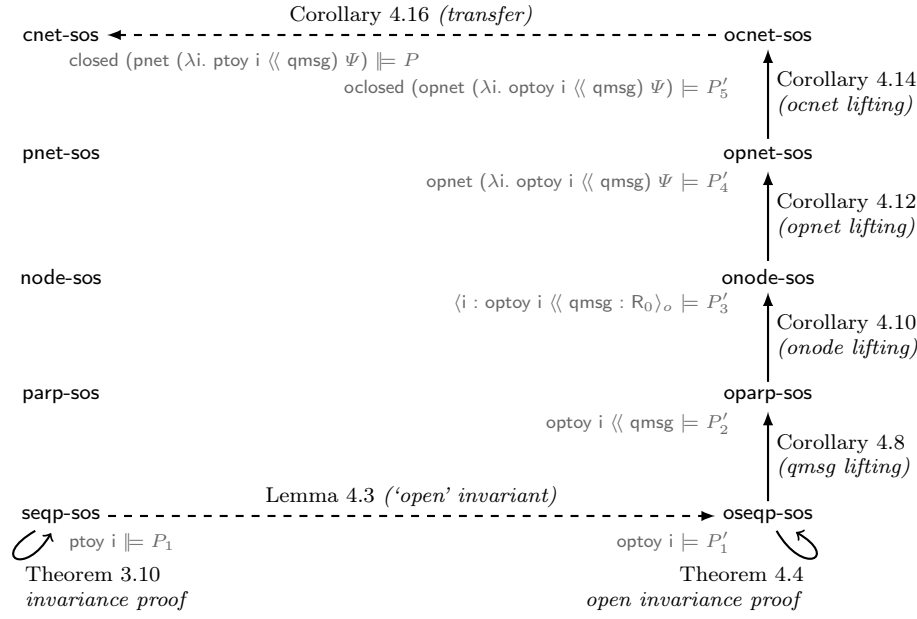 Corollary 4.16 (transfer)
cnet-sos
ocnet-sos
closed (pnet (λi. ptoy i ⟨⟨ qmsg) Ψ) ||= P
oclosed (opnet (λi. optoy i ⟨⟨ qmsg) Ψ) |= P′5
Corollary 4.14
(ocnet lifting)
pnet-sos
opnet-sos
opnet (λi. optoy i ⟨⟨ qmsg) Ψ |= P′4
Corollary 4.12
(opnet lifting)
node-sos
onode-sos
⟨i : optoy i ⟨⟨ qmsg : R0⟩o |= P′3
Corollary 4.10
(onode lifting)
parp-sos
oparp-sos
optoy i ⟨⟨ qmsg |= P′2
Corollary 4.8
(qmsg lifting)
Lemma 4.3 (‘open’ invariant)
seqp-sos
oseqp-sos
ptoy i ||= P1
optoy i |= P′1
Theorem 3.10
invariance proof
Theorem 4.4
open invariance proof